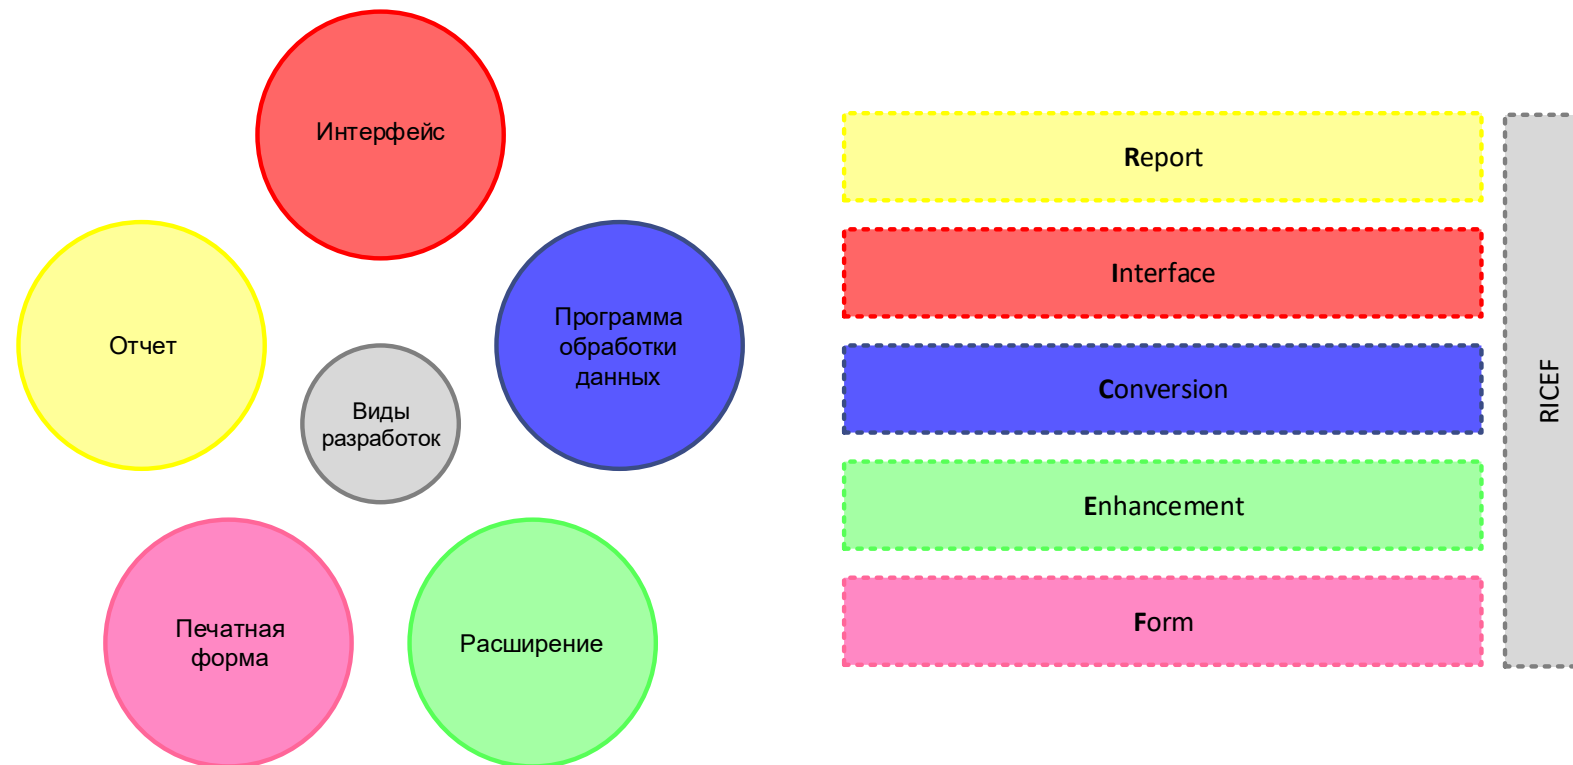 Интерфейс
Отчет
Программа
обработки
данных
Виды
разработок
Печатная
форма
Расширение
Report
Interface
Conversion
Enhancement
Form
RICEF